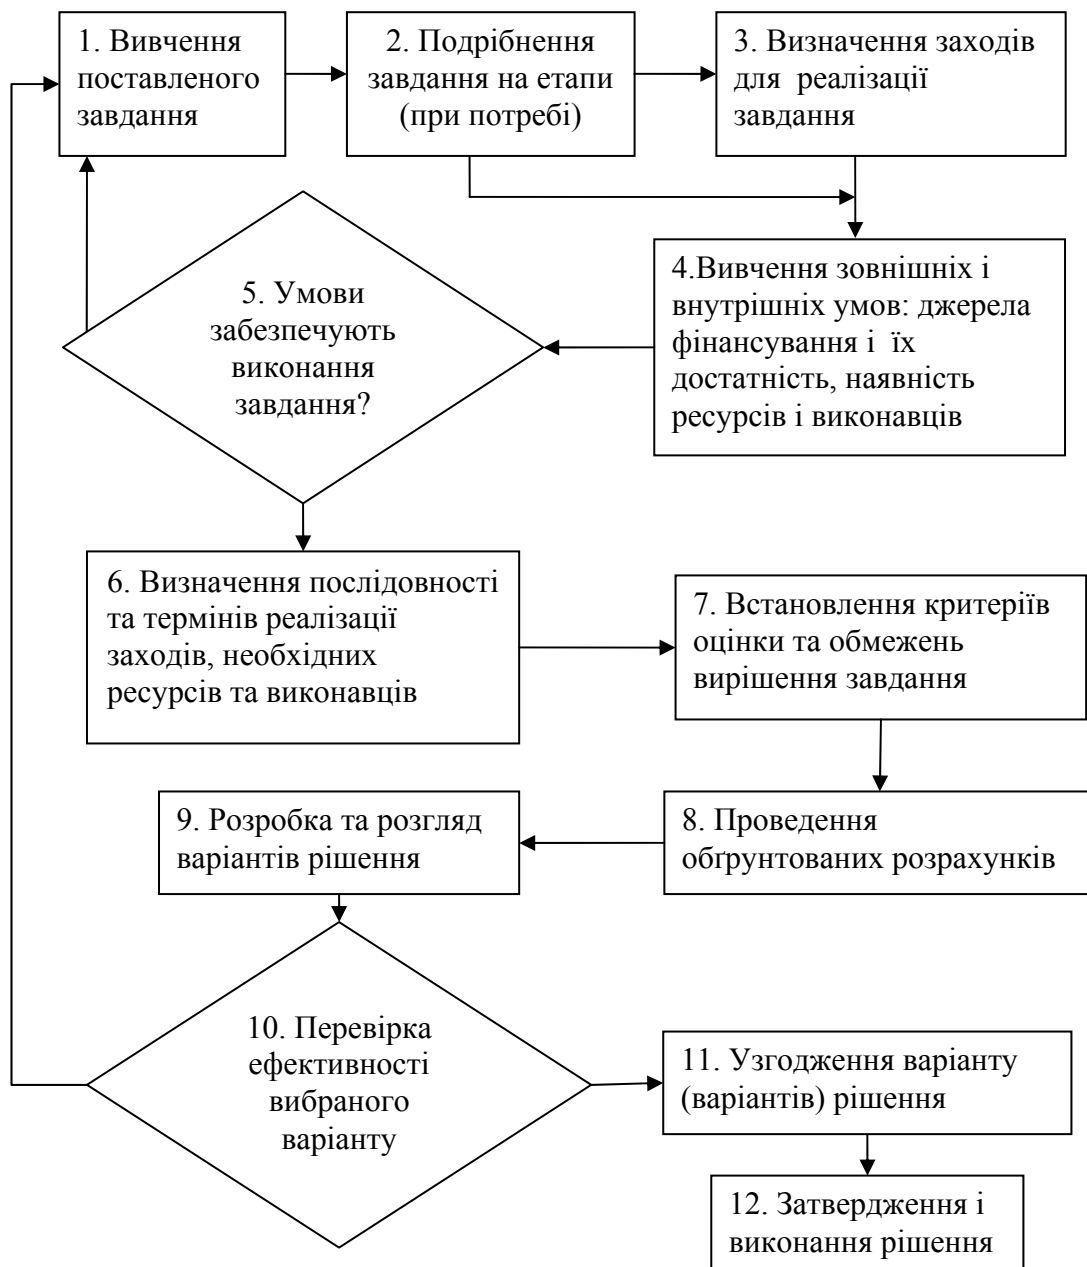 1. Вивчення
поставленого
завдання
2. Подрібнення
завдання на етапи
(при потребі)
3. Визначення заходів
для реалізації
завдання
4.Вивчення зовнішніх і
внутрішніх умов: джерела
фінансування і їх
достатність, наявність
ресурсів і виконавців
5. Умови
забезпечують
виконання
завдання?
6. Визначення послідовності
та термінів реалізації
заходів, необхідних
ресурсів та виконавців
7. Встановлення критеріїв
оцінки та обмежень
вирішення завдання
8. Проведення
обґрунтованих розрахунків
9. Розробка та розгляд
варіантів рішення
10. Перевірка
ефективності
вибраного
варіанту
11. Узгодження варіанту
(варіантів) рішення
12. Затвердження і
виконання рішення